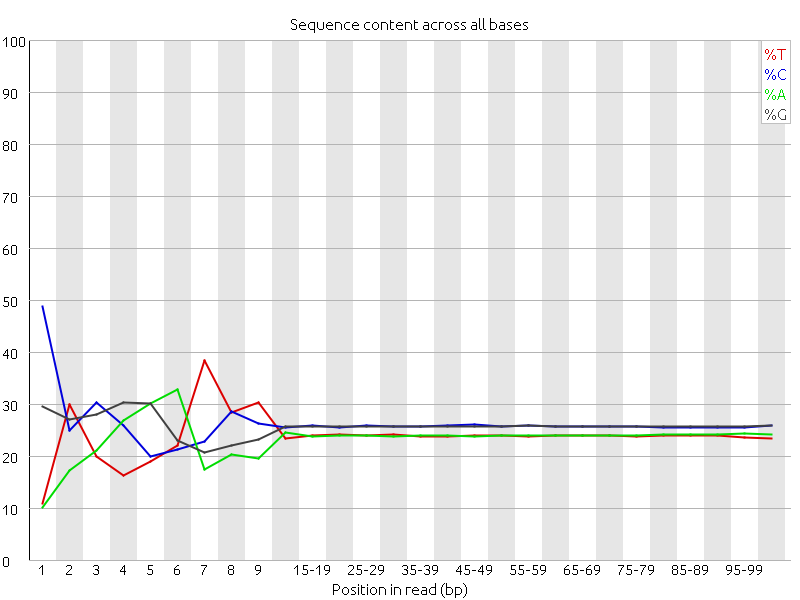 Sequence content across all bases
100
90
80
70
60
50
40
30
20
10
0
%T
%C
%A
%G
1 2 3 4 5 6 7 8 9 15-19 25-29 35-39 45-49 55-59 65-69 75-79 85-89 95-99
Position in read (bp)